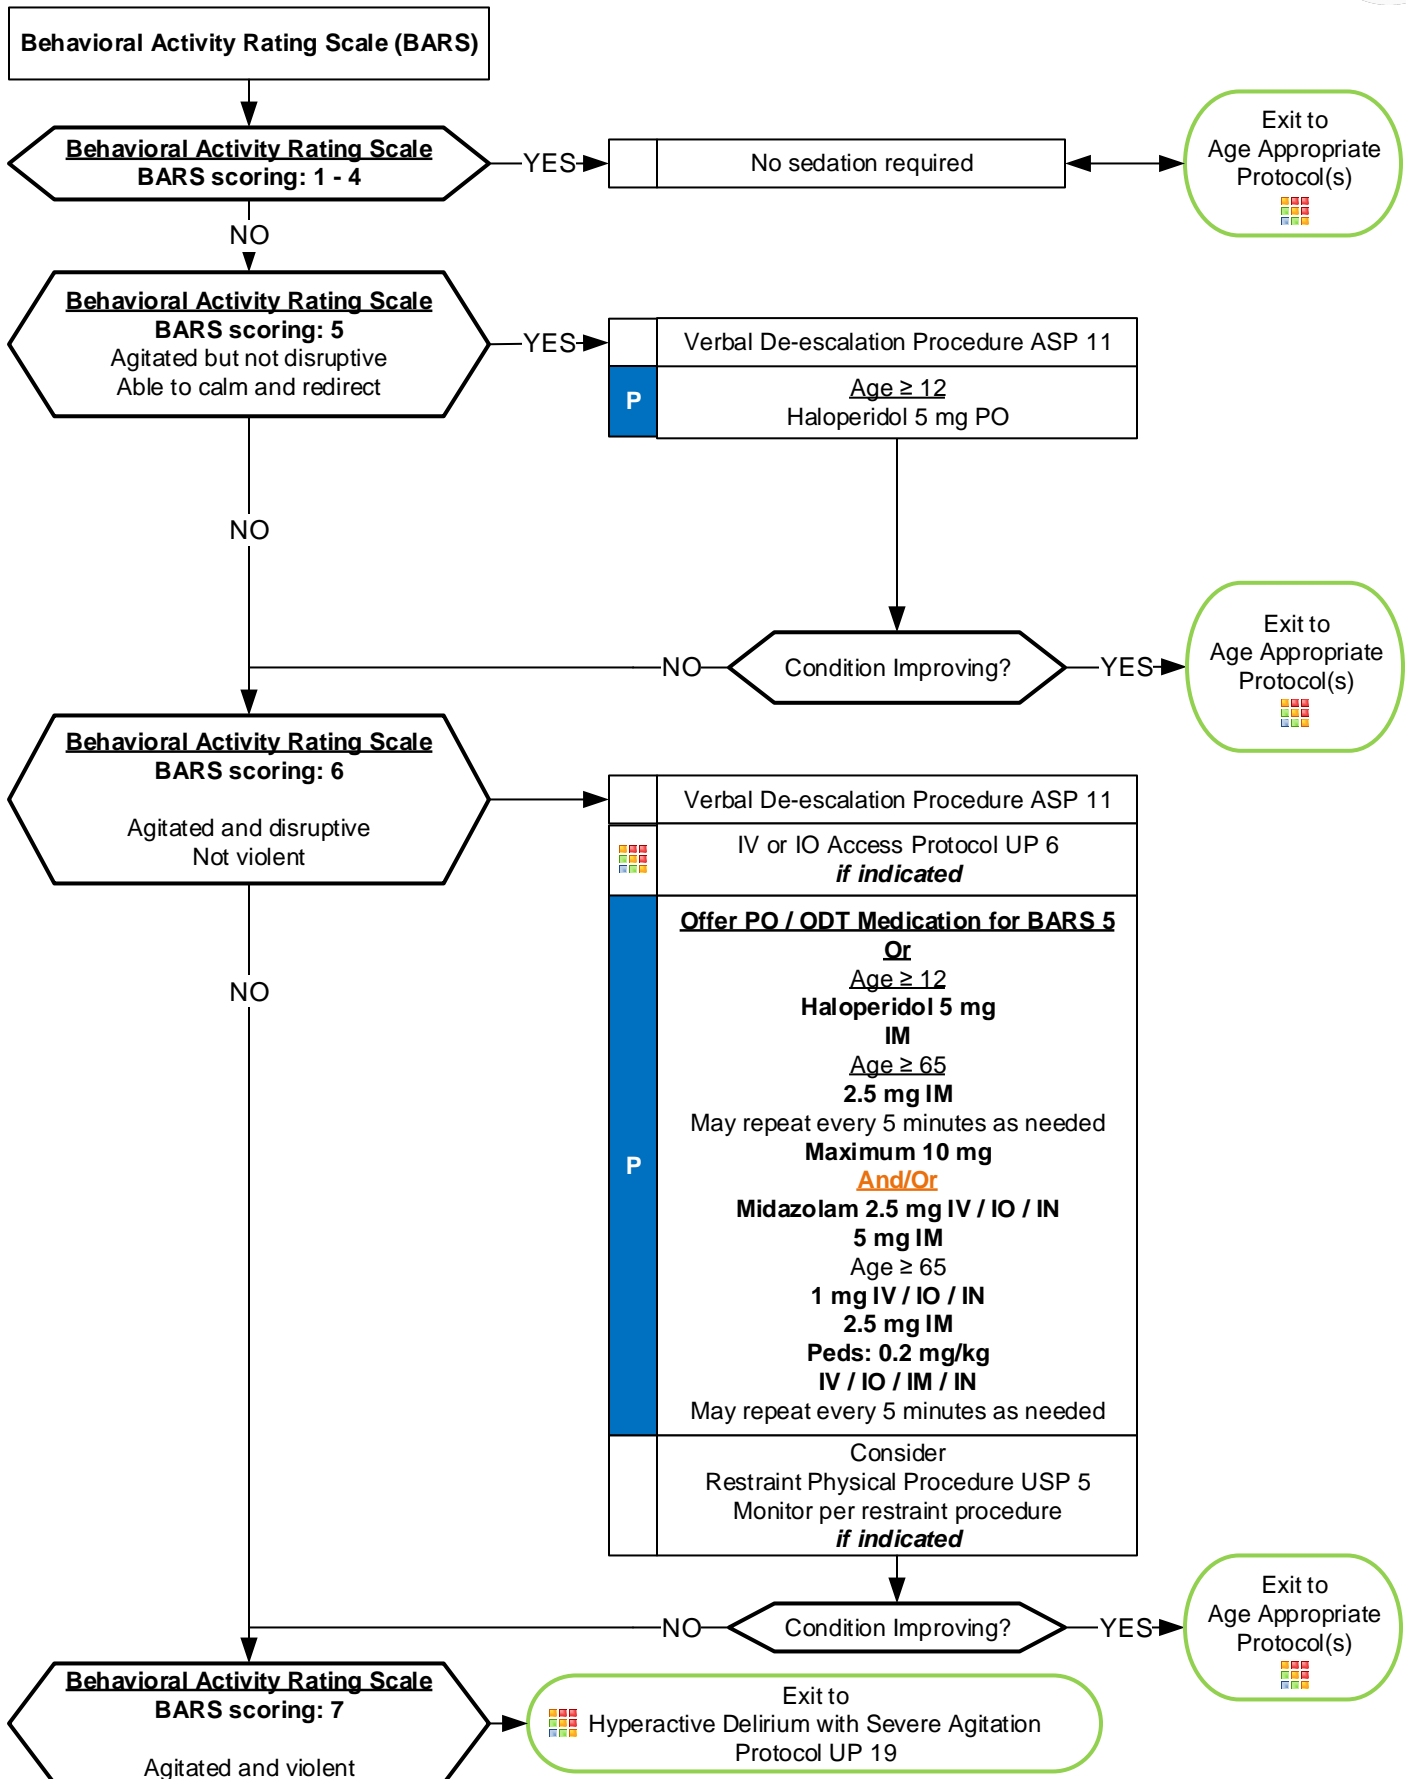 Behavioral Activity Rating Scale (BARS)
Behavioral Activity Rating Scale
BARS scoring: 1 - 4
YES
No sedation required
Exit to
Age Appropriate
Protocol(s)
NO
Behavioral Activity Rating Scale
BARS scoring: 5
Agitated but not disruptive
Able to calm and redirect
YES
Verbal De-escalation Procedure ASP 11
P
Age ≥ 12
Haloperidol 5 mg PO
NO
Condition Improving?
NO
YES
Exit to
Age Appropriate
Protocol(s)
Behavioral Activity Rating Scale
BARS scoring: 6
Agitated and disruptive
Not violent
Verbal De-escalation Procedure ASP 11
IV or IO Access Protocol UP 6
if indicated
P
Offer PO / ODT Medication for BARS 5
Or
Age ≥ 12
Haloperidol 5 mg
IM
Age ≥ 65
2.5 mg IM
May repeat every 5 minutes as needed
Maximum 10 mg
And/Or
Midazolam 2.5 mg IV / IO / IN
5 mg IM
Age ≥ 65
1 mg IV / IO / IN
2.5 mg IM
Peds: 0.2 mg/kg
IV / IO / IM / IN
May repeat every 5 minutes as needed
Consider
Restraint Physical Procedure USP 5
Monitor per restraint procedure
if indicated
NO
Condition Improving?
NO
YES
Exit to
Age Appropriate
Protocol(s)
Behavioral Activity Rating Scale
BARS scoring: 7
Agitated and violent
Exit to
Hyperactive Delirium with Severe Agitation
Protocol UP 19